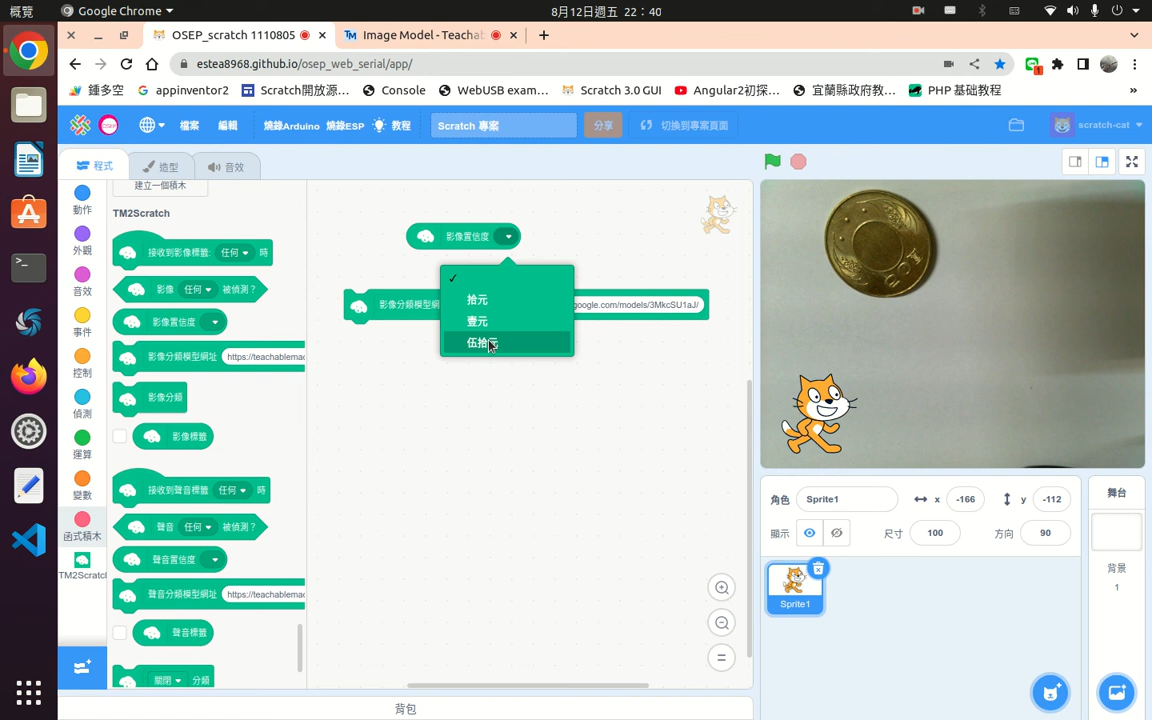 概覽
Google Chrome
8月12日週五 22：40
OSEP_scratch 1110805
Image Model - Teachab
estea8968.github.io/osep_web_serial/app/
鍾多空
appinventor2
Scratch開放源…
Console
WebUSB exam…
Scratch 3.0 GUI
Angular2初探…
宜蘭縣政府教…
PHP 基础教程
»
檔案
編輯
燒錄Arduino
燒錄ESP
教程
Scratch 專案
分享
切換到專案頁面
scratch-cat
程式
造型
音效
動作
外觀
音效
事件
控制
偵測
運算
變數
函式積木
TM2Scratch
建立一個積木
TM2Scratch
接收到影像標籤: 任何 時
影像 任何 被偵測？
影像置信度
影像分類模型網址 https://teachablemac
影像分類
影像標籤
接收到聲音標籤 任何 時
聲音 任何 被偵測？
聲音置信度
聲音分類模型網址 https://teachablemac
聲音標籤
關閉 分類
影像置信度
✓
拾元
壹元
伍拾元
影像分類模型網
google.com/models/3MkcSU1aJ/
背包
角色
Sprite1
x
-166
y
-112
顯示
尺寸
100
方向
90
Sprite1
舞台
背景
1